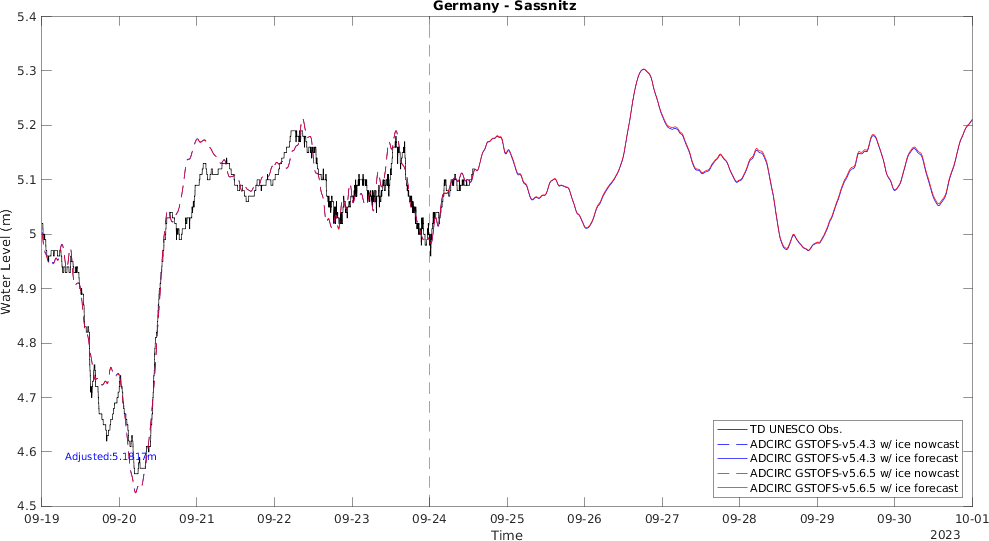 Germany - Sassnitz
5.4
5.3
5.2
5.1
5
4.9
4.8
4.7
4.6
4.5
Water Level (m)
Adjusted:5.1817m
TD UNESCO Obs.
ADCIRC GSTOFS-v5.4.3 w/ ice nowcast
ADCIRC GSTOFS-v5.4.3 w/ ice forecast
ADCIRC GSTOFS-v5.6.5 w/ ice nowcast
ADCIRC GSTOFS-v5.6.5 w/ ice forecast
09-19 09-20 09-21 09-22 09-23 09-24 09-25 09-26 09-27 09-28 09-29 09-30 10-01
Time
2023